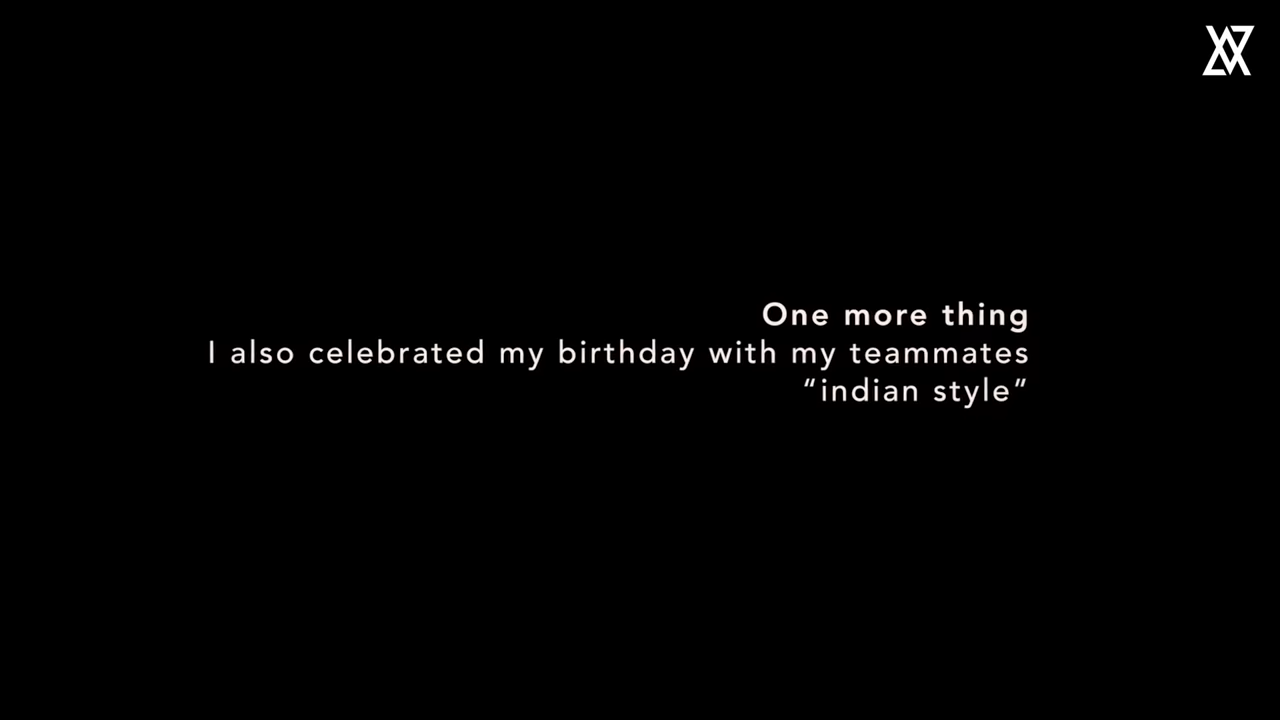 One more thing
I also celebrated my birthday with my teammates
“indian style”